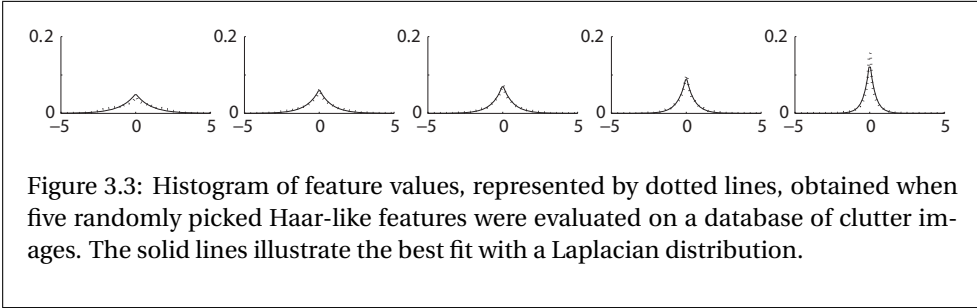 0.2 0.2 0.2 0.2 0.2
0 0 0 0 0
−5 0 5 −5 0 5 −5 0 5 −5 0 5 −5 0 5
Figure 3.3: Histogram of feature values, represented by dotted lines, obtained when
five randomly picked Haar-like features were evaluated on a database of clutter im-
ages. The solid lines illustrate the best fit with a Laplacian distribution.